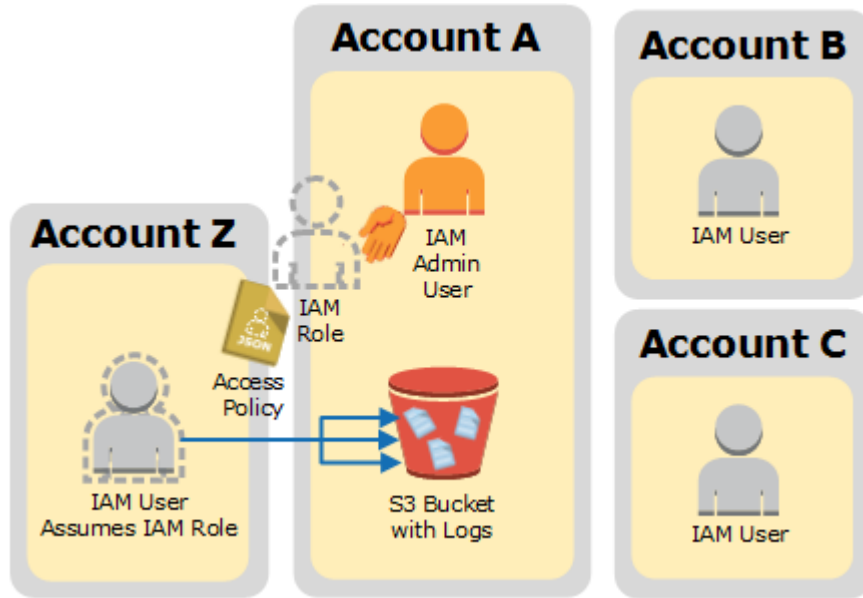 Account A
IAM
Admin
User
IAM
Role
S3 Bucket
with Logs
Account Z
JSON
Access
Policy
IAM User
Assumes IAM Role
Account B
IAM User
Account C
IAM User